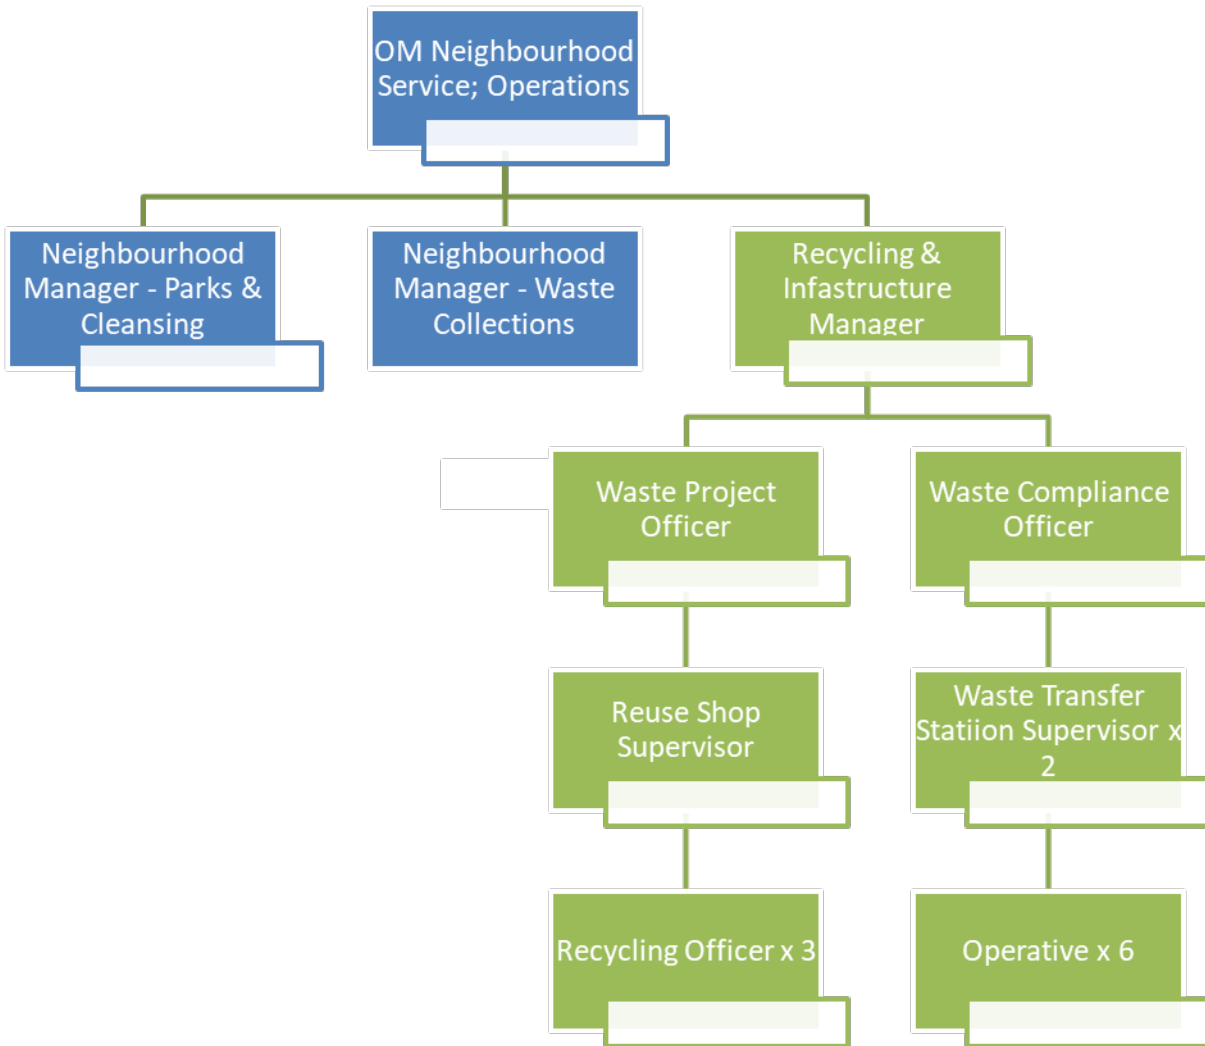 OM Neighbourhood
Service; Operations
Neighbourhood
Manager - Parks &
Cleansing
Neighbourhood
Manager - Waste
Collections
Recycling &
Infastructure
Manager
Waste Project
Officer
Waste Compliance
Officer
Reuse Shop
Supervisor
Waste Transfer
Statiion Supervisor x
2
Recycling Officer x 3
Operative x 6